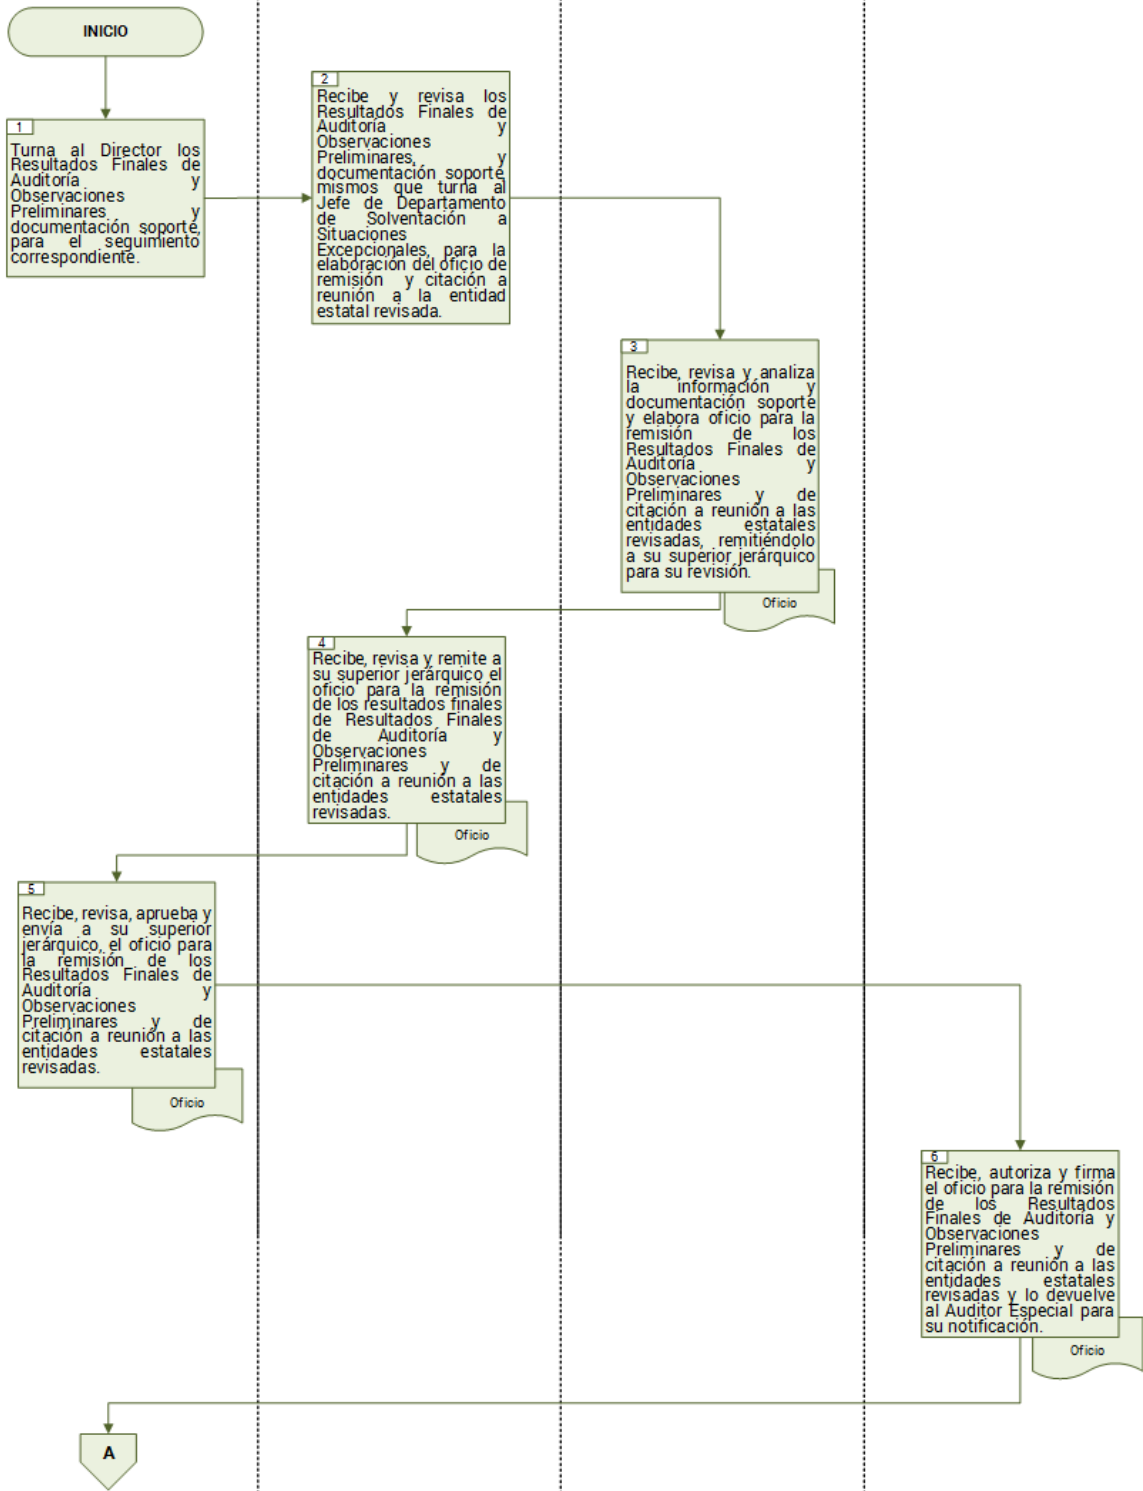 INICIO
1
Turna al Director los
Resultados Finales de
Auditoría y
Observaciones
Preliminares y
documentación soporte,
para el seguimiento
correspondiente.
2
Recibe y revisa los
Resultados Finales de
Auditoría y
Observaciones
Preliminares, y
documentación soporte,
mismos que turna al
Jefe de Departamento
de Solventación a
Situaciones
Excepcionales, para la
elaboración del oficio de
remisión y citación a
reunión a la entidad
estatal revisada.
3
Recibe, revisa y analiza
la información y
documentación soporte
y elabora oficio para la
remisión de los
Resultados Finales de
Auditoría y
Observaciones
Preliminares y de
citación a reunión a las
entidades estatales
revisadas, remitiéndolo
a su superior jerárquico
para su revisión.
Oficio
4
Recibe, revisa y remite a
su superior jerárquico el
oficio para la remisión
de los resultados finales
de Resultados Finales
de Auditoría y
Observaciones
Preliminares y de
citación a reunión a las
entidades estatales
revisadas.
Oficio
5
Recibe, revisa, aprueba y
envía a su superior
jerárquico, el oficio para
la remisión de los
Resultados Finales de
Auditoría y
Observaciones
Preliminares y de
citación a reunión a las
entidades estatales
revisadas.
Oficio
6
Recibe, autoriza y firma
el oficio para la remisión
de los Resultados
Finales de Auditoría y
Observaciones
Preliminares y de
citación a reunión a las
entidades estatales
revisadas y lo devuelve
al Auditor Especial para
su notificación.
Oficio
A